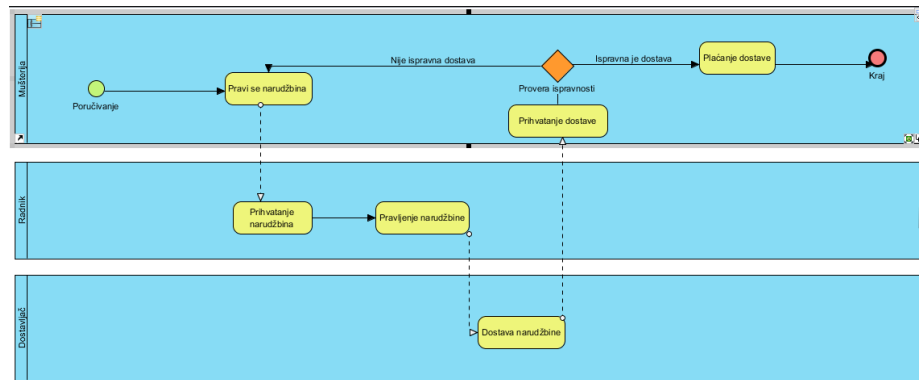 Mušterija
Poručivanje
Pravi se narudžbina
Nije ispravna dostava
Provera ispravnosti
Ispravna je dostava
Plaćanje dostave
Kraj
Prihvatanje dostave
Radnik
Prihvatanje
narudžbina
Pravljenje narudžbine
Dostavljač
Dostava narudžbine